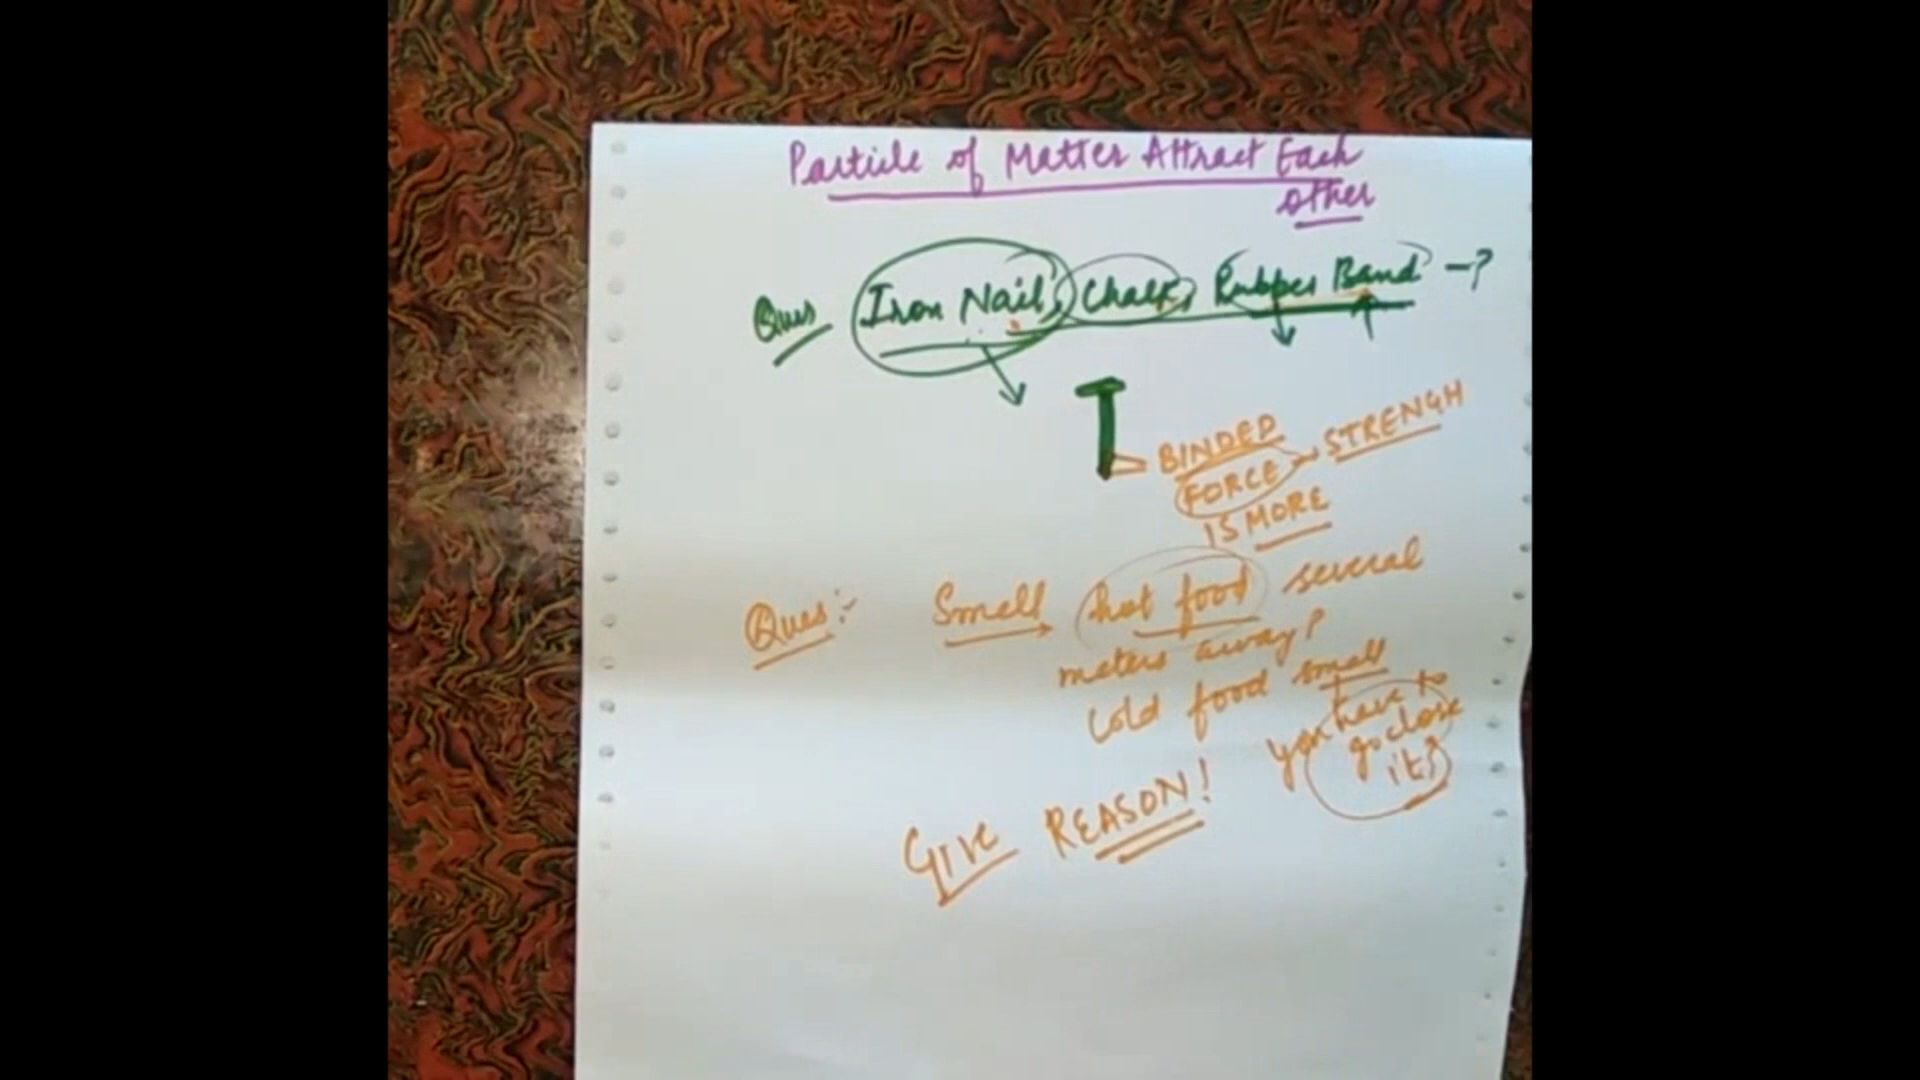 Particle of Matter Attract Each
other
Ques Iron Nail, Chalk, Rubber Band -?
BINDED STRENGH
FORCE
IS MORE
Ques:- Smell hot food several
meters away?
Cold food smell
you have to
go close
it?
GIVE REASON!